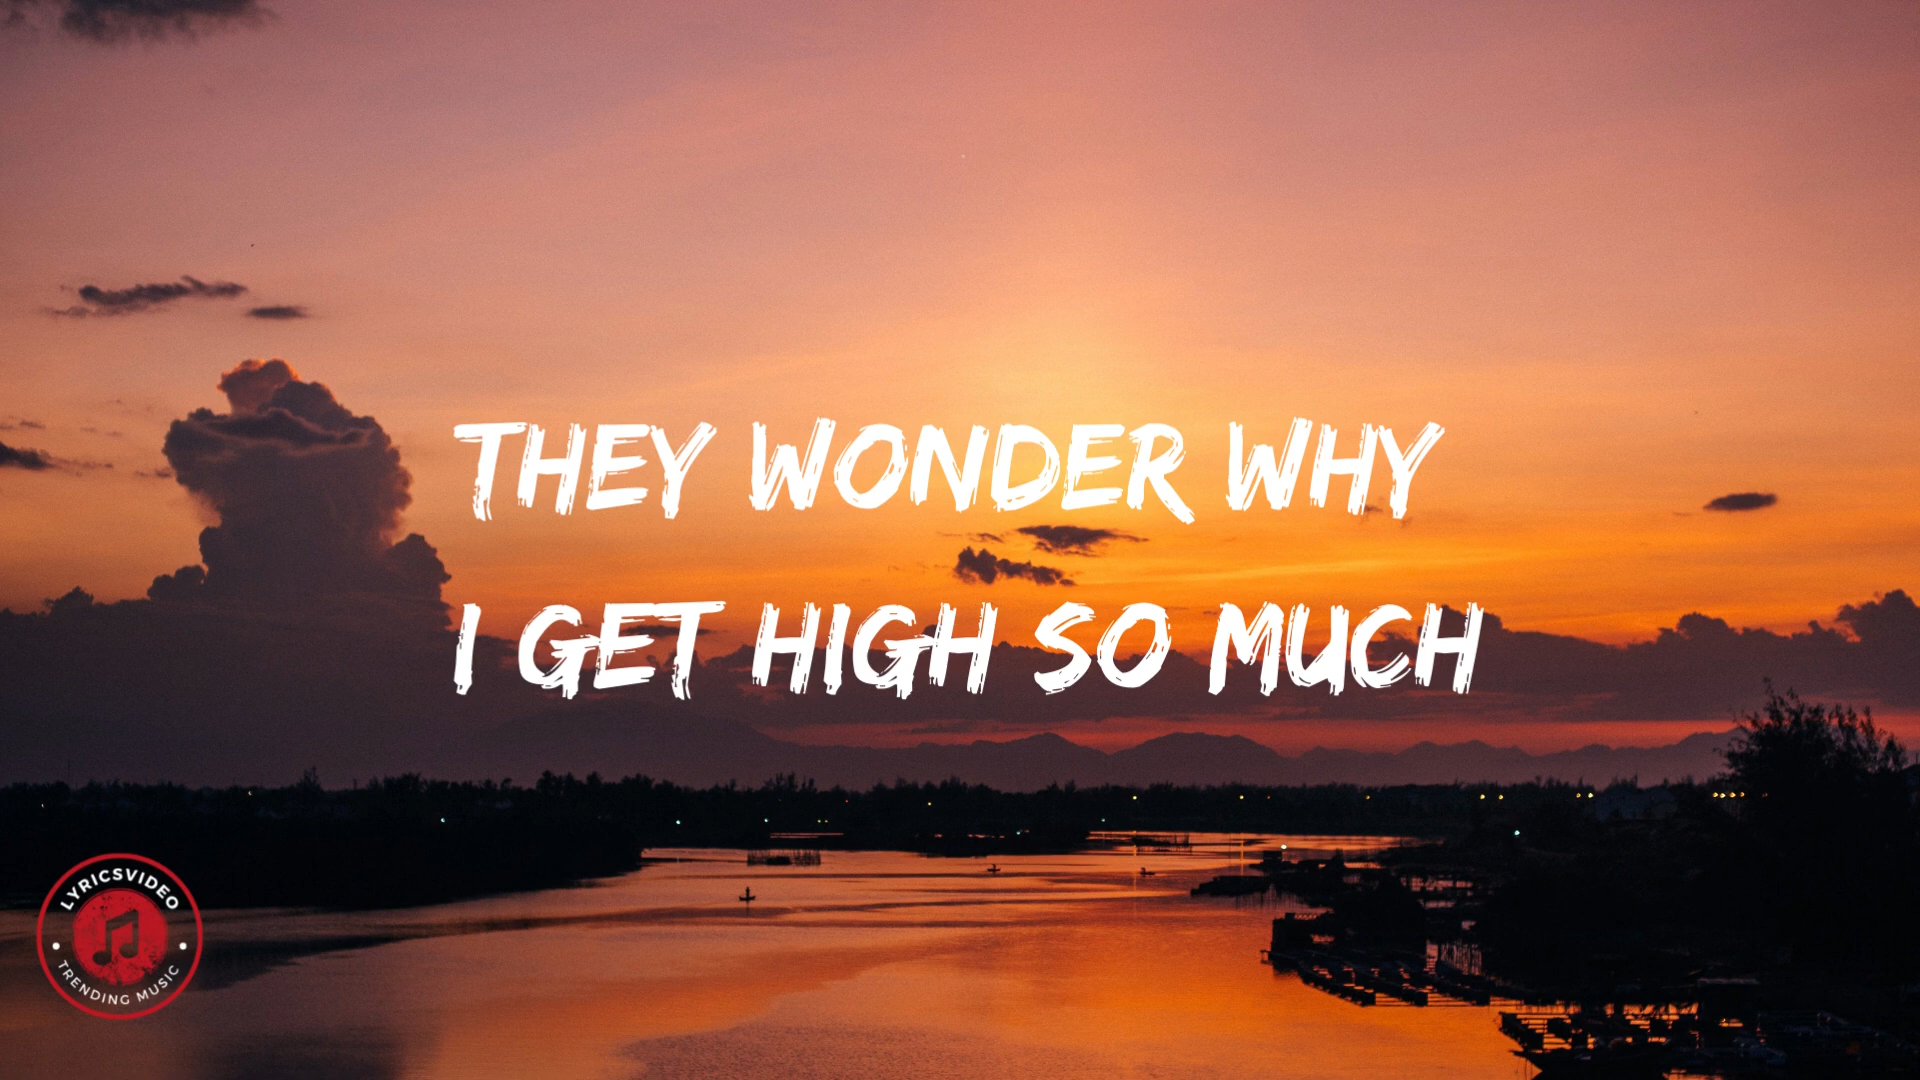 THEY WONDER WHY
I GET HIGH SO MUCH
LYRICSVIDEO
TRENDING MUSIC